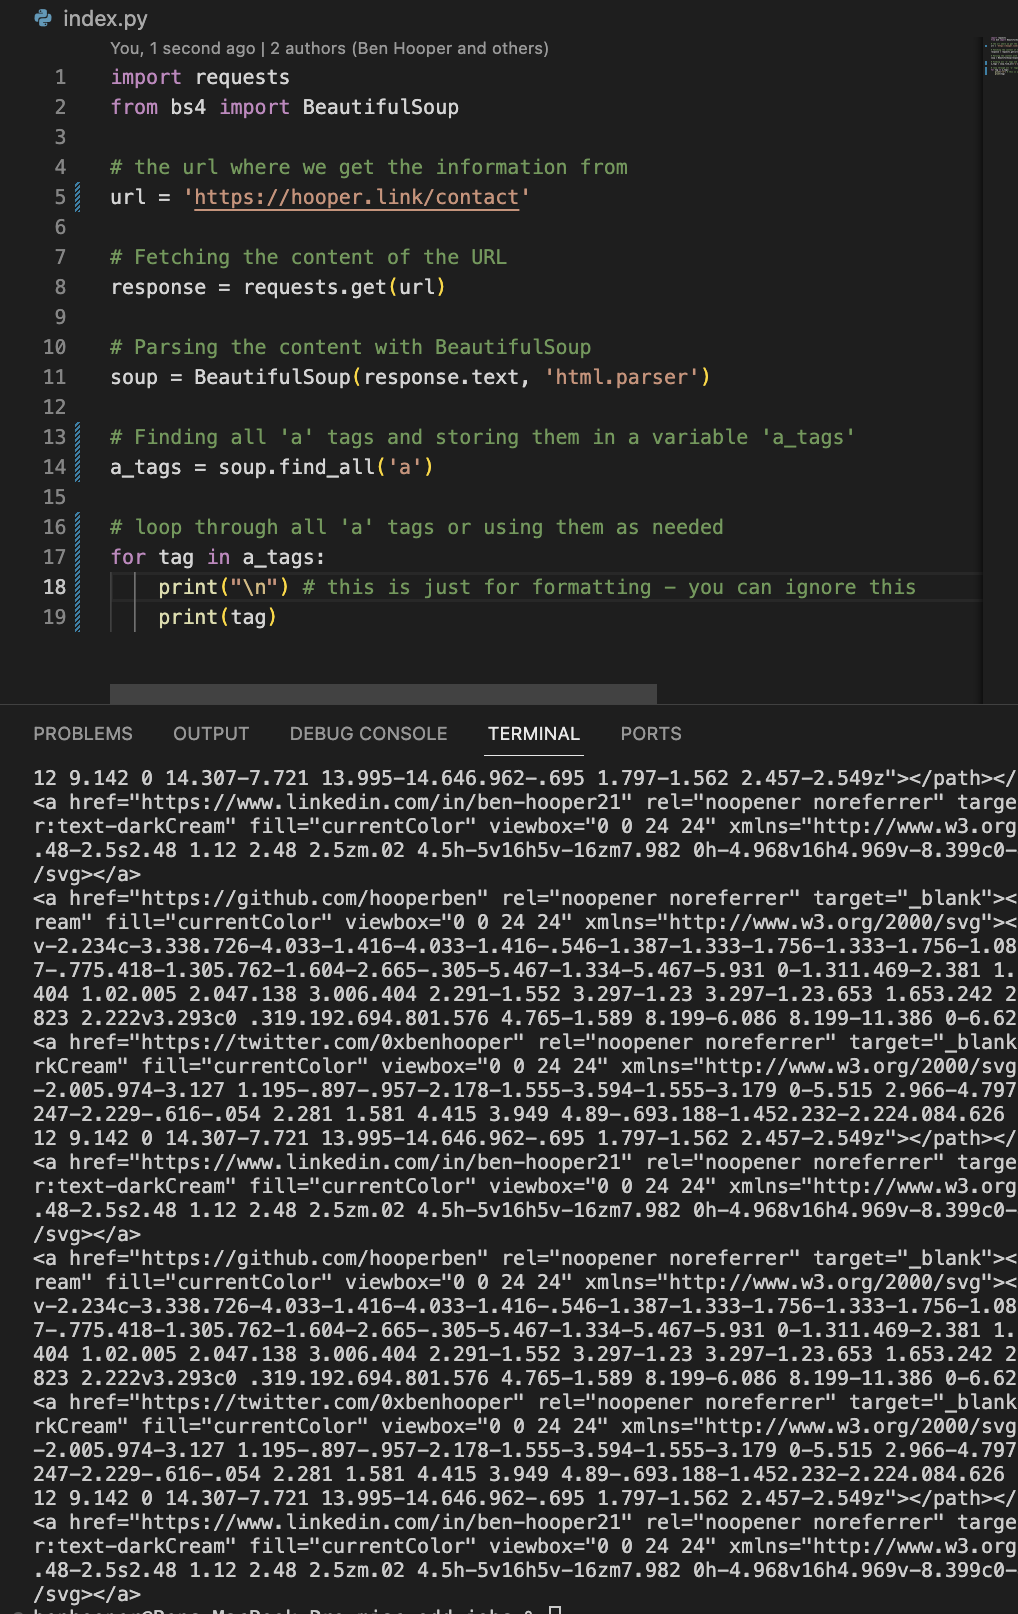 index.py
You, 1 second ago | 2 authors (Ben Hooper and others)
1 import requests
2 from bs4 import BeautifulSoup
3
4 # the url where we get the information from
5 url = 'https://hooper.link/contact'
6
7 # Fetching the content of the URL
8 response = requests.get(url)
9
10 # Parsing the content with BeautifulSoup
11 soup = BeautifulSoup(response.text, 'html.parser')
12
13 # Finding all 'a' tags and storing them in a variable 'a_tags'
14 a_tags = soup.find_all('a')
15
16 # loop through all 'a' tags or using them as needed
17 for tag in a_tags:
18 print("\n") # this is just for formatting - you can ignore this
19 print(tag)
PROBLEMS OUTPUT DEBUG CONSOLE TERMINAL PORTS
12 9.142 0 14.307-7.721 13.995-14.646.962-.695 1.797-1.562 2.457-2.549z"></path></
<a href="https://www.linkedin.com/in/ben-hooper21" rel="noopener noreferrer" targe
r:text-darkCream" fill="currentColor" viewbox="0 0 24 24" xmlns="http://www.w3.org
.48-2.5s2.48 1.12 2.48 2.5zm.02 4.5h-5v16h5v-16zm7.982 0h-4.968v16h4.969v-8.399c0-
/svg></a>
<a href="https://github.com/hooperben" rel="noopener noreferrer" target="_blank"><
ream" fill="currentColor" viewbox="0 0 24 24" xmlns="http://www.w3.org/2000/svg"><
v-2.234c-3.338.726-4.033-1.416-4.033-1.416-.546-1.387-1.333-1.756-1.333-1.756-1.08
7-.775.418-1.305.762-1.604-2.665-.305-5.467-1.334-5.467-5.931 0-1.311.469-2.381 1.
404 1.02.005 2.047.138 3.006.404 2.291-1.552 3.297-1.23 3.297-1.23.653 1.653.242 2
823 2.222v3.293c0 .319.192.694.801.576 4.765-1.589 8.199-6.086 8.199-11.386 0-6.62
<a href="https://twitter.com/0xbenhooper" rel="noopener noreferrer" target="_blank
rkCream" fill="currentColor" viewbox="0 0 24 24" xmlns="http://www.w3.org/2000/svg
-2.005.974-3.127 1.195-.897-.957-2.178-1.555-3.594-1.555-3.179 0-5.515 2.966-4.797
247-2.229-.616-.054 2.281 1.581 4.415 3.949 4.89-.693.188-1.452.232-2.224.084.626
12 9.142 0 14.307-7.721 13.995-14.646.962-.695 1.797-1.562 2.457-2.549z"></path></
<a href="https://www.linkedin.com/in/ben-hooper21" rel="noopener noreferrer" targe
r:text-darkCream" fill="currentColor" viewbox="0 0 24 24" xmlns="http://www.w3.org
.48-2.5s2.48 1.12 2.48 2.5zm.02 4.5h-5v16h5v-16zm7.982 0h-4.968v16h4.969v-8.399c0-
/svg></a>
<a href="https://github.com/hooperben" rel="noopener noreferrer" target="_blank"><
ream" fill="currentColor" viewbox="0 0 24 24" xmlns="http://www.w3.org/2000/svg"><
v-2.234c-3.338.726-4.033-1.416-4.033-1.416-.546-1.387-1.333-1.756-1.333-1.756-1.08
7-.775.418-1.305.762-1.604-2.665-.305-5.467-1.334-5.467-5.931 0-1.311.469-2.381 1.
404 1.02.005 2.047.138 3.006.404 2.291-1.552 3.297-1.23 3.297-1.23.653 1.653.242 2
823 2.222v3.293c0 .319.192.694.801.576 4.765-1.589 8.199-6.086 8.199-11.386 0-6.62
<a href="https://twitter.com/0xbenhooper" rel="noopener noreferrer" target="_blank
rkCream" fill="currentColor" viewbox="0 0 24 24" xmlns="http://www.w3.org/2000/svg
-2.005.974-3.127 1.195-.897-.957-2.178-1.555-3.594-1.555-3.179 0-5.515 2.966-4.797
247-2.229-.616-.054 2.281 1.581 4.415 3.949 4.89-.693.188-1.452.232-2.224.084.626
12 9.142 0 14.307-7.721 13.995-14.646.962-.695 1.797-1.562 2.457-2.549z"></path></
<a href="https://www.linkedin.com/in/ben-hooper21" rel="noopener noreferrer" targe
r:text-darkCream" fill="currentColor" viewbox="0 0 24 24" xmlns="http://www.w3.org
.48-2.5s2.48 1.12 2.48 2.5zm.02 4.5h-5v16h5v-16zm7.982 0h-4.968v16h4.969v-8.399c0-
/svg></a>